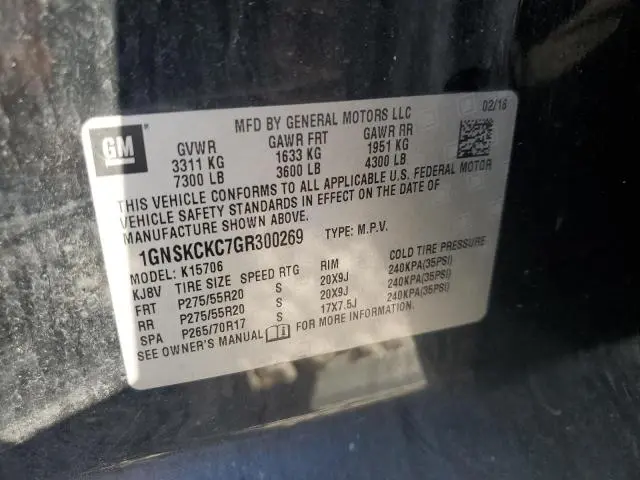 MFD BY GENERAL MOTORS LLC 02/16
GM
GVWR GAWR FRT GAWR RR
3311 KG 1633 KG 1951 KG
7300 LB 3600 LB 4300 LB
THIS VEHICLE CONFORMS TO ALL APPLICABLE U.S. FEDERAL MOTOR
VEHICLE SAFETY STANDARDS IN EFFECT ON THE DATE OF
MANUFACTURE SHOWN ABOVE.
1GNSKCKC7GR300269 TYPE: M.P.V.
MODEL: K15706
KJ8V TIRE SIZE SPEED RTG RIM COLD TIRE PRESSURE
FRT P275/55R20 S 20X9J 240KPA(35PSI)
RR P275/55R20 S 20X9J 240KPA(35PSI)
SPA P265/70R17 S 17X7.5J 240KPA(35PSI)
SEE OWNER'S MANUAL FOR MORE INFORMATION.